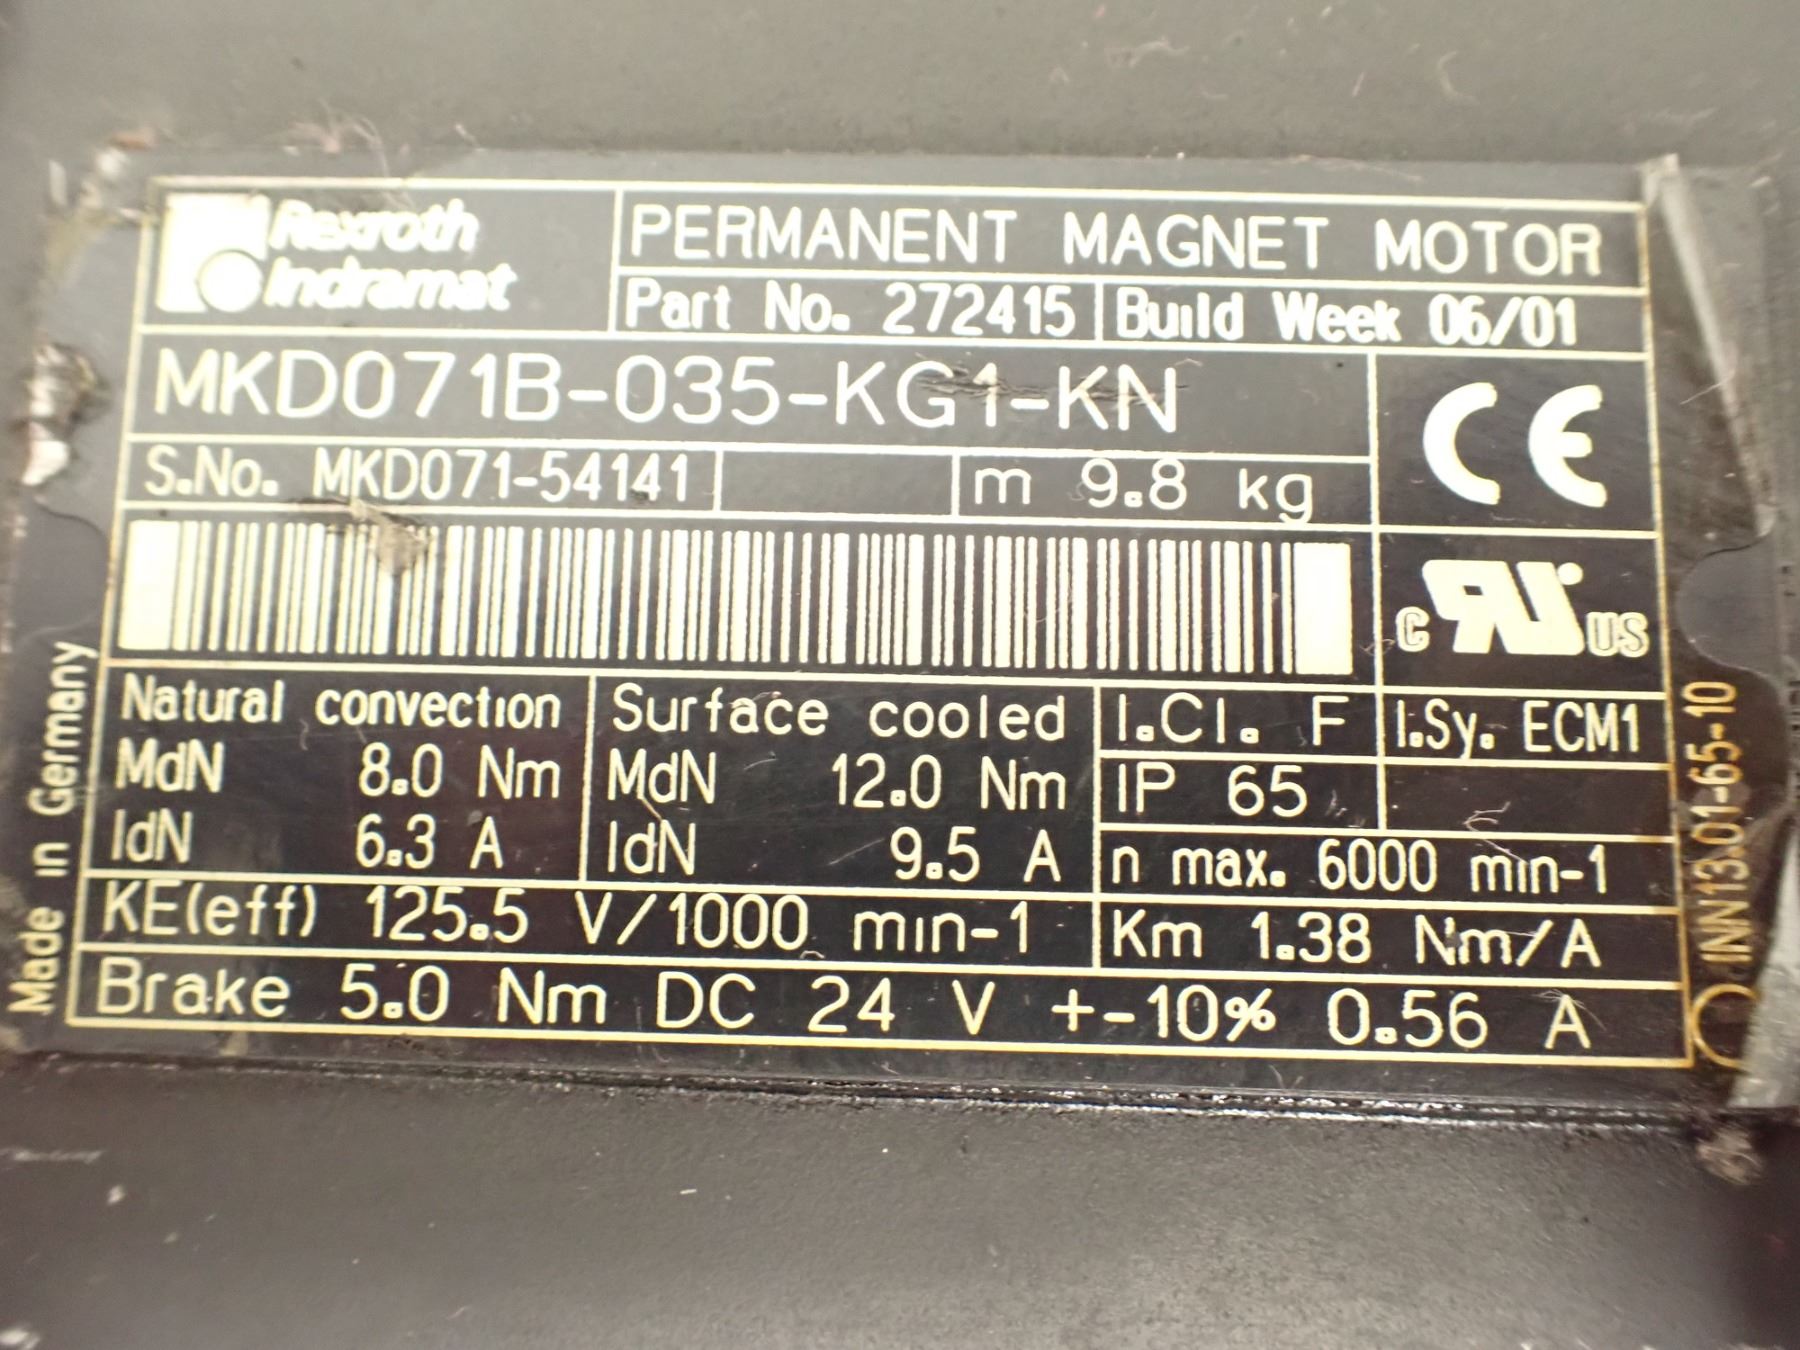 Rexroth
Indramat
PERMANENT MAGNET MOTOR
Part No. 272415 Build Week 06/01
MKD071B-035-KG1-KN
CE
S.No. MKD071-54141 m 9.8 kg
c RU US
Natural convection Surface cooled I.Cl. F I.Sy. ECM1
MdN 8.0 Nm MdN 12.0 Nm IP 65
IdN 6.3 A IdN 9.5 A n max. 6000 min-1
KE(eff) 125.5 V/1000 min-1 Km 1.38 Nm/A
Brake 5.0 Nm DC 24 V +-10% 0.56 A
Made in Germany
INN13.01-65-10